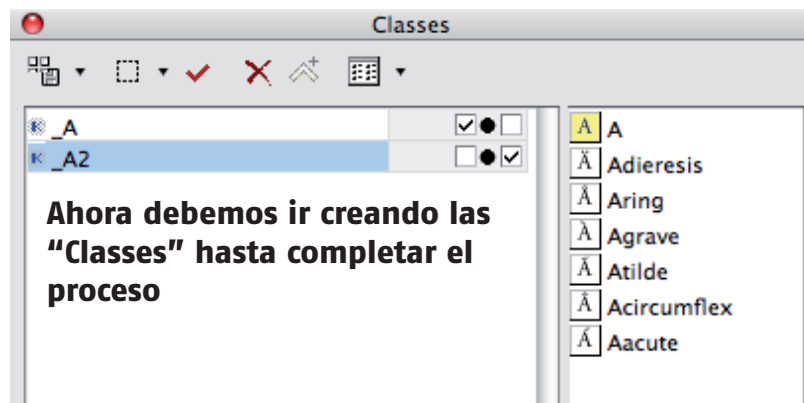 Classes
_A
_A2
Ahora debemos ir creando las
“Classes” hasta completar el
proceso
A A
Ä Adieresis
Å Aring
À Agrave
Ã Atilde
Â Acircumflex
Á Aacute